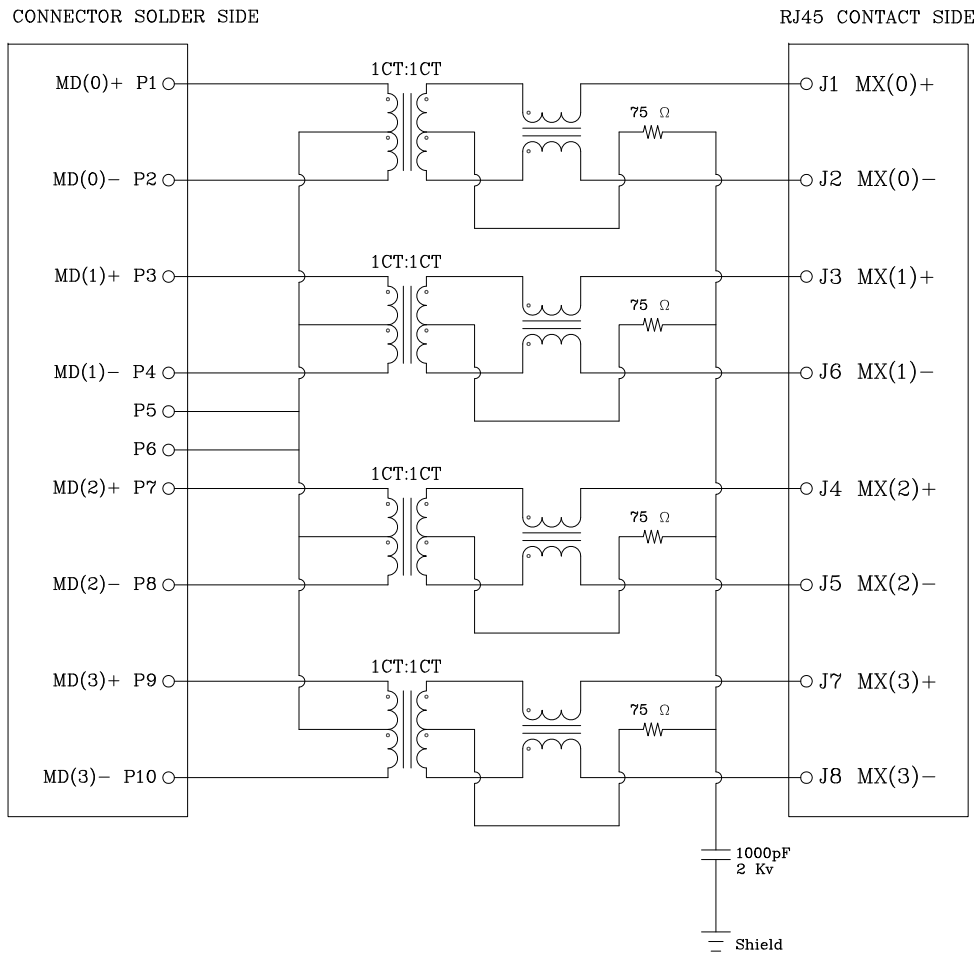 CONNECTOR SOLDER SIDE
RJ45 CONTACT SIDE
1CT:1CT
MD(0)+ P1
J1 MX(0)+
75 Ω
MD(0)- P2
J2 MX(0)-
1CT:1CT
MD(1)+ P3
J3 MX(1)+
75 Ω
MD(1)- P4
J6 MX(1)-
P5
P6
1CT:1CT
MD(2)+ P7
J4 MX(2)+
75 Ω
MD(2)- P8
J5 MX(2)-
1CT:1CT
MD(3)+ P9
J7 MX(3)+
75 Ω
MD(3)- P10
J8 MX(3)-
1000pF
2 Kv
Shield